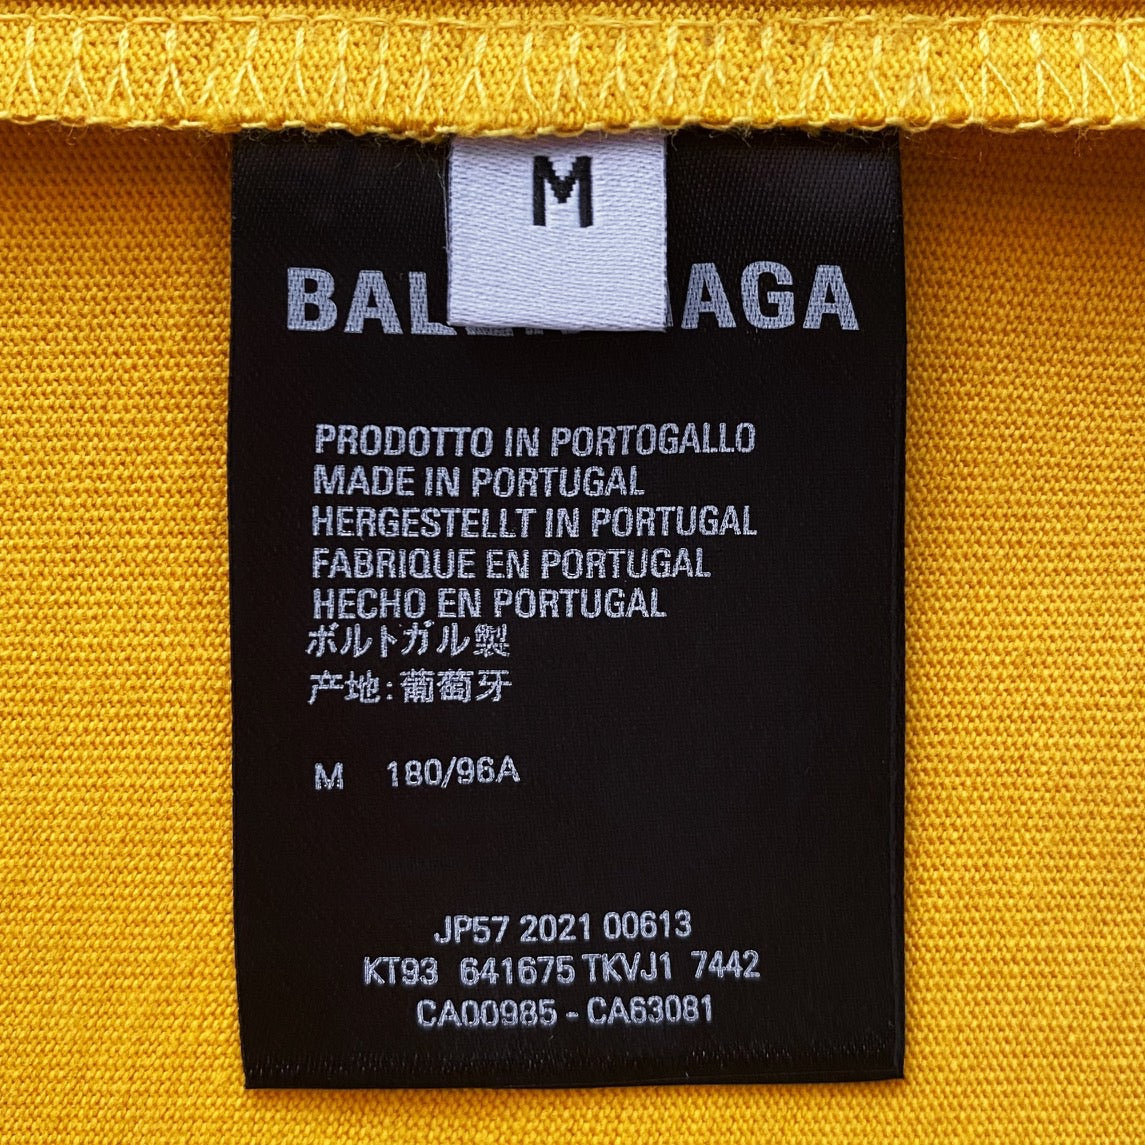 M
PRODOTTO IN PORTOGALLO
MADE IN PORTUGAL
HERGESTELLT IN PORTUGAL
FABRIQUE EN PORTUGAL
HECHO EN PORTUGAL
ポルトガル製
产地:葡萄牙
M 180/96A
JP57 2021 00613
KT93 641675 TKVJ1 7442
CA00985 - CA63081